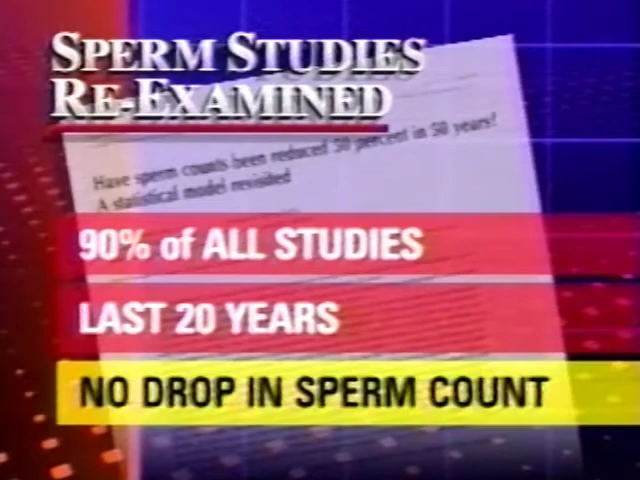 SPERM STUDIES
RE-EXAMINED
Have sperm counts been reduced 50 percent in 50 years?
A statistical model revisited
90% of ALL STUDIES
LAST 20 YEARS
NO DROP IN SPERM COUNT